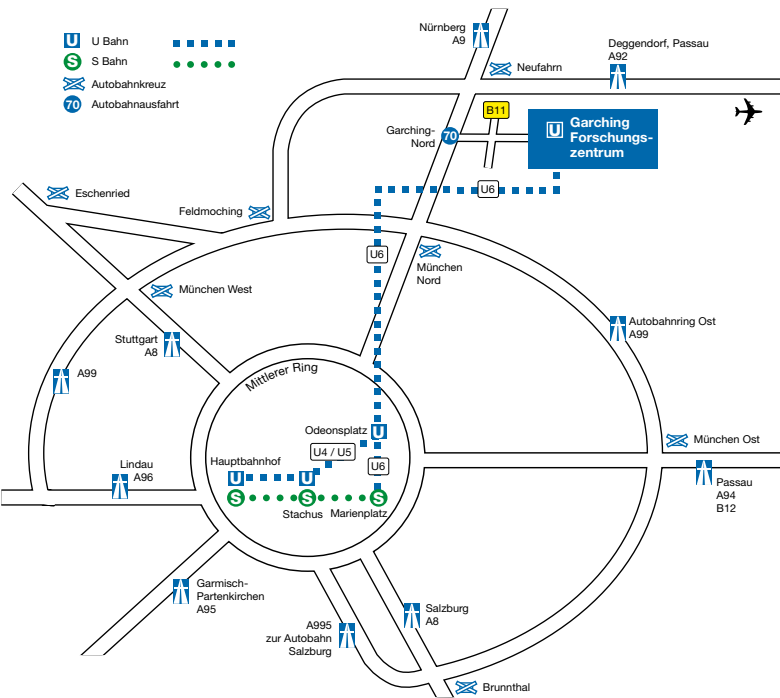 U Bahn
S Bahn
Autobahnkreuz
70
Autobahnausfahrt
U
S
Nürnberg
A9
Neufahrn
Deggendorf, Passau
A92
B11
Garching-
Nord
70
U
Garching
Forschungs-
zentrum
U6
Eschenried
Feldmoching
U6
München
Nord
München West
Stuttgart
A8
Autobahnring Ost
A99
A99
Mittlerer Ring
Odeonsplatz
U
U4 / U5
Hauptbahnhof
U
U
U6
S
S
S
Stachus
Marienplatz
München Ost
Lindau
A96
Passau
A94
B12
Garmisch-
Partenkirchen
A95
A995
zur Autobahn
Salzburg
Salzburg
A8
Brunnthal